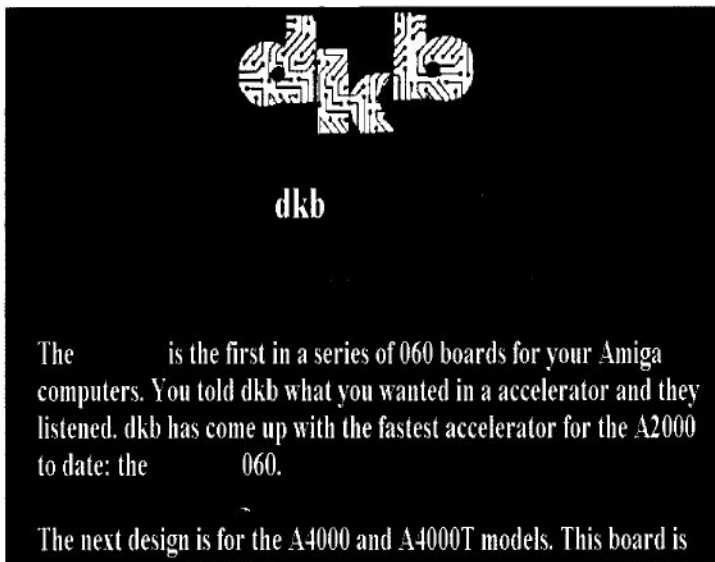 dkb
dkb
The is the first in a series of 060 boards for your Amiga
computers. You told dkb what you wanted in a accelerator and they
listened. dkb has come up with the fastest accelerator for the A2000
to date: the 060.
The next design is for the A4000 and A4000T models. This board is